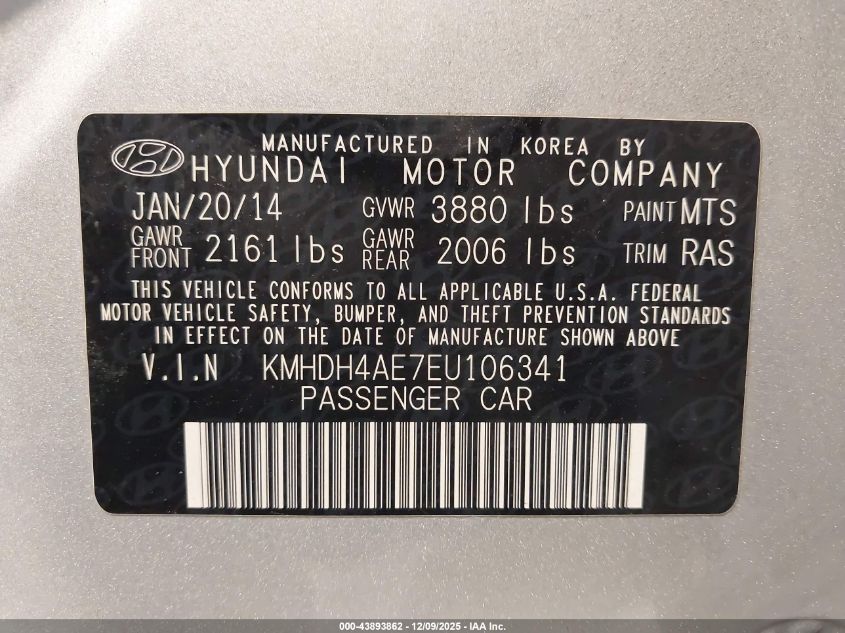 MANUFACTURED IN KOREA BY
HYUNDAI MOTOR COMPANY
JAN/20/14 GVWR 3880 lbs PAINT MTS
GAWR FRONT 2161 lbs GAWR REAR 2006 lbs TRIM RAS
THIS VEHICLE CONFORMS TO ALL APPLICABLE U.S.A. FEDERAL
MOTOR VEHICLE SAFETY, BUMPER, AND THEFT PREVENTION STANDARDS
IN EFFECT ON THE DATE OF MANUFACTURE SHOWN ABOVE
V.I.N KMHDH4AE7EU106341
PASSENGER CAR
000-43893862 - 12/09/2025 - IAA Inc.